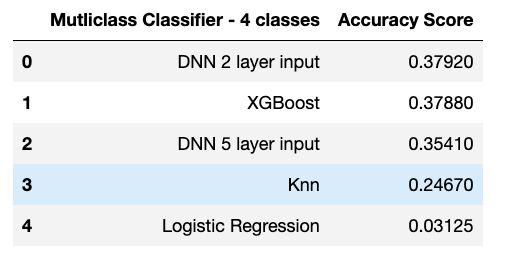 Mutliclass Classifier - 4 classes Accuracy Score
0 DNN 2 layer input 0.37920
1 XGBoost 0.37880
2 DNN 5 layer input 0.35410
3 Knn 0.24670
4 Logistic Regression 0.03125